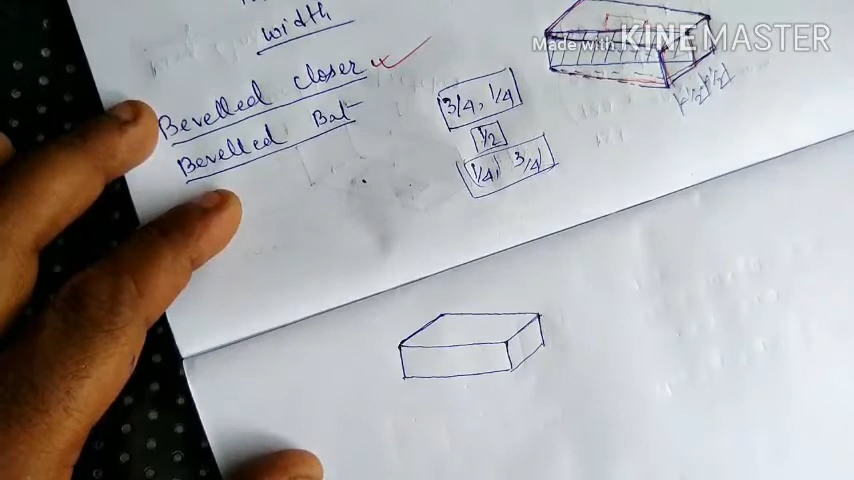 width
Made with KINEMASTER
Bevelled closer
Bevelled Bat
3/4, 1/4
1/2
1/4, 3/4